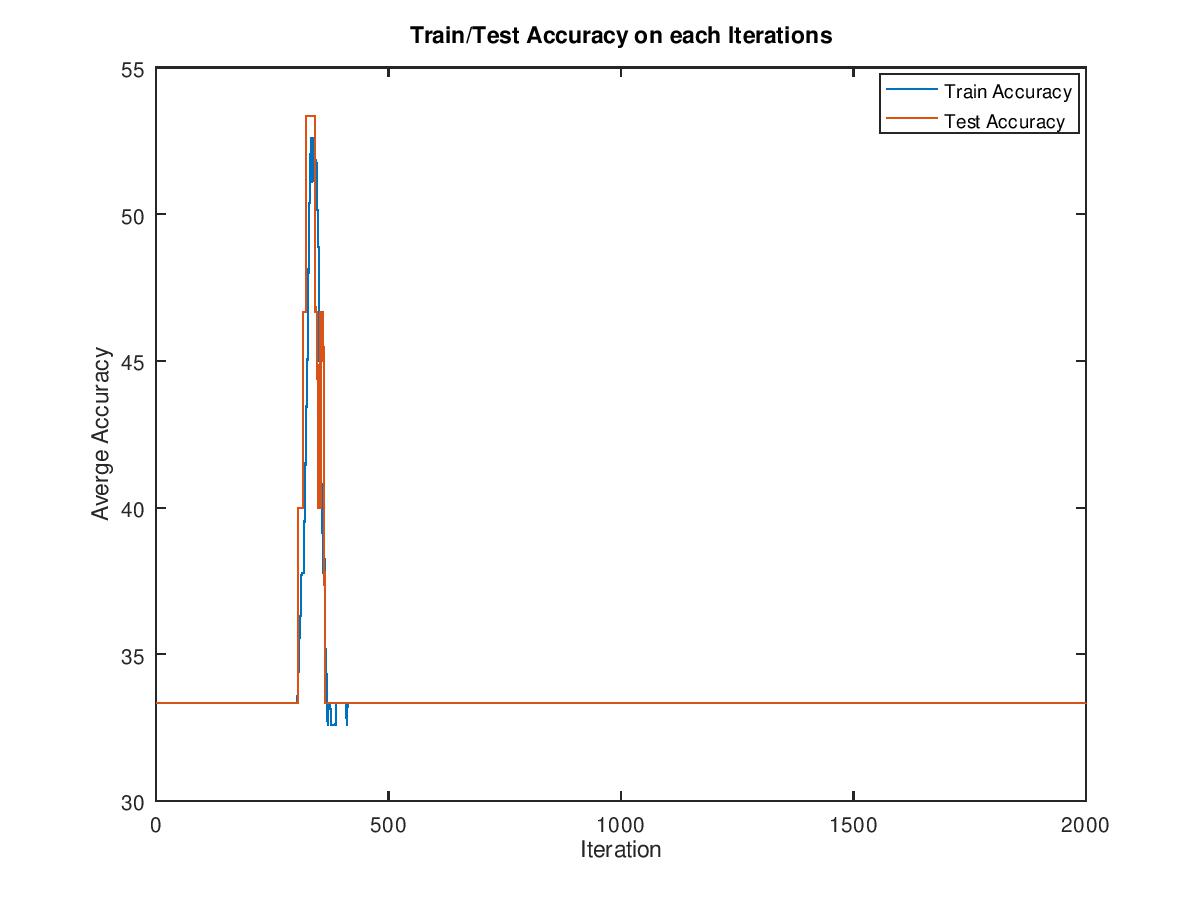 Train/Test Accuracy on each Iterations
55
Train Accuracy
Test Accuracy
50
45
Averge Accuracy
40
35
30
0 500 1000 1500 2000
Iteration